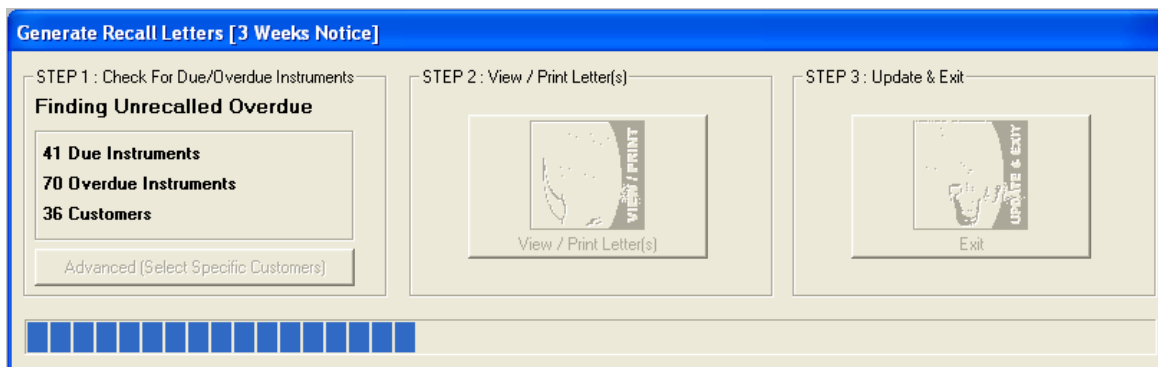 Generate Recall Letters [3 Weeks Notice]
STEP 1 : Check For Due/Overdue Instruments
Finding Unrecalled Overdue
41 Due Instruments
70 Overdue Instruments
36 Customers
Advanced (Select Specific Customers)
STEP 2 : View / Print Letter(s)
VIEW / PRINT
View / Print Letter(s)
STEP 3 : Update & Exit
UPDATE & EXIT
Exit